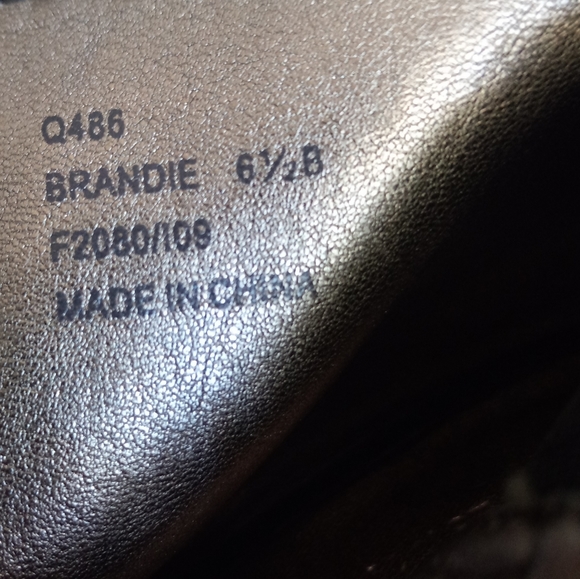 Q486
BRANDIE 6½B
F2080/109
MADE IN CHINA